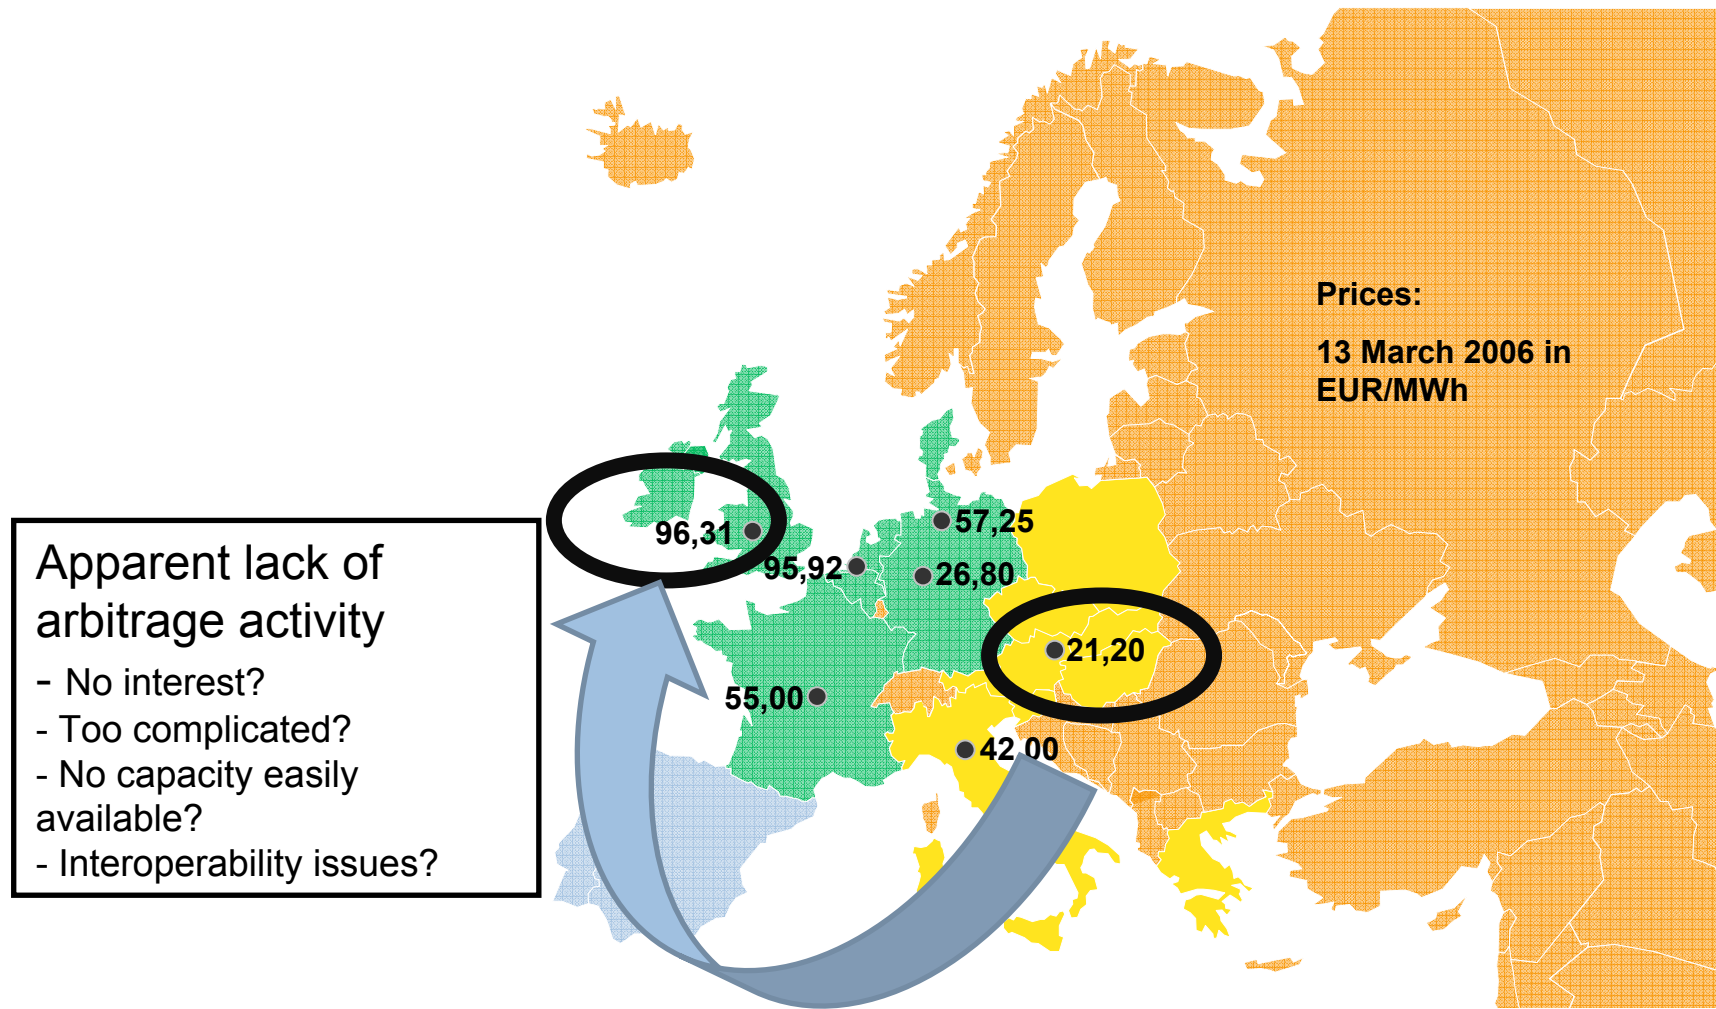 Prices:
13 March 2006 in
EUR/MWh
96,31
57,25
95,92
26,80
21,20
55,00
42,00
Apparent lack of
arbitrage activity
- No interest?
- Too complicated?
- No capacity easily
available?
- Interoperability issues?